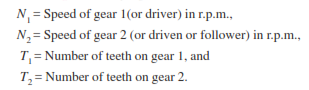 N₁ = Speed of gear 1(or driver) in r.p.m.,
N₂ = Speed of gear 2 (or driven or follower) in r.p.m.,
T₁ = Number of teeth on gear 1, and
T₂ = Number of teeth on gear 2.